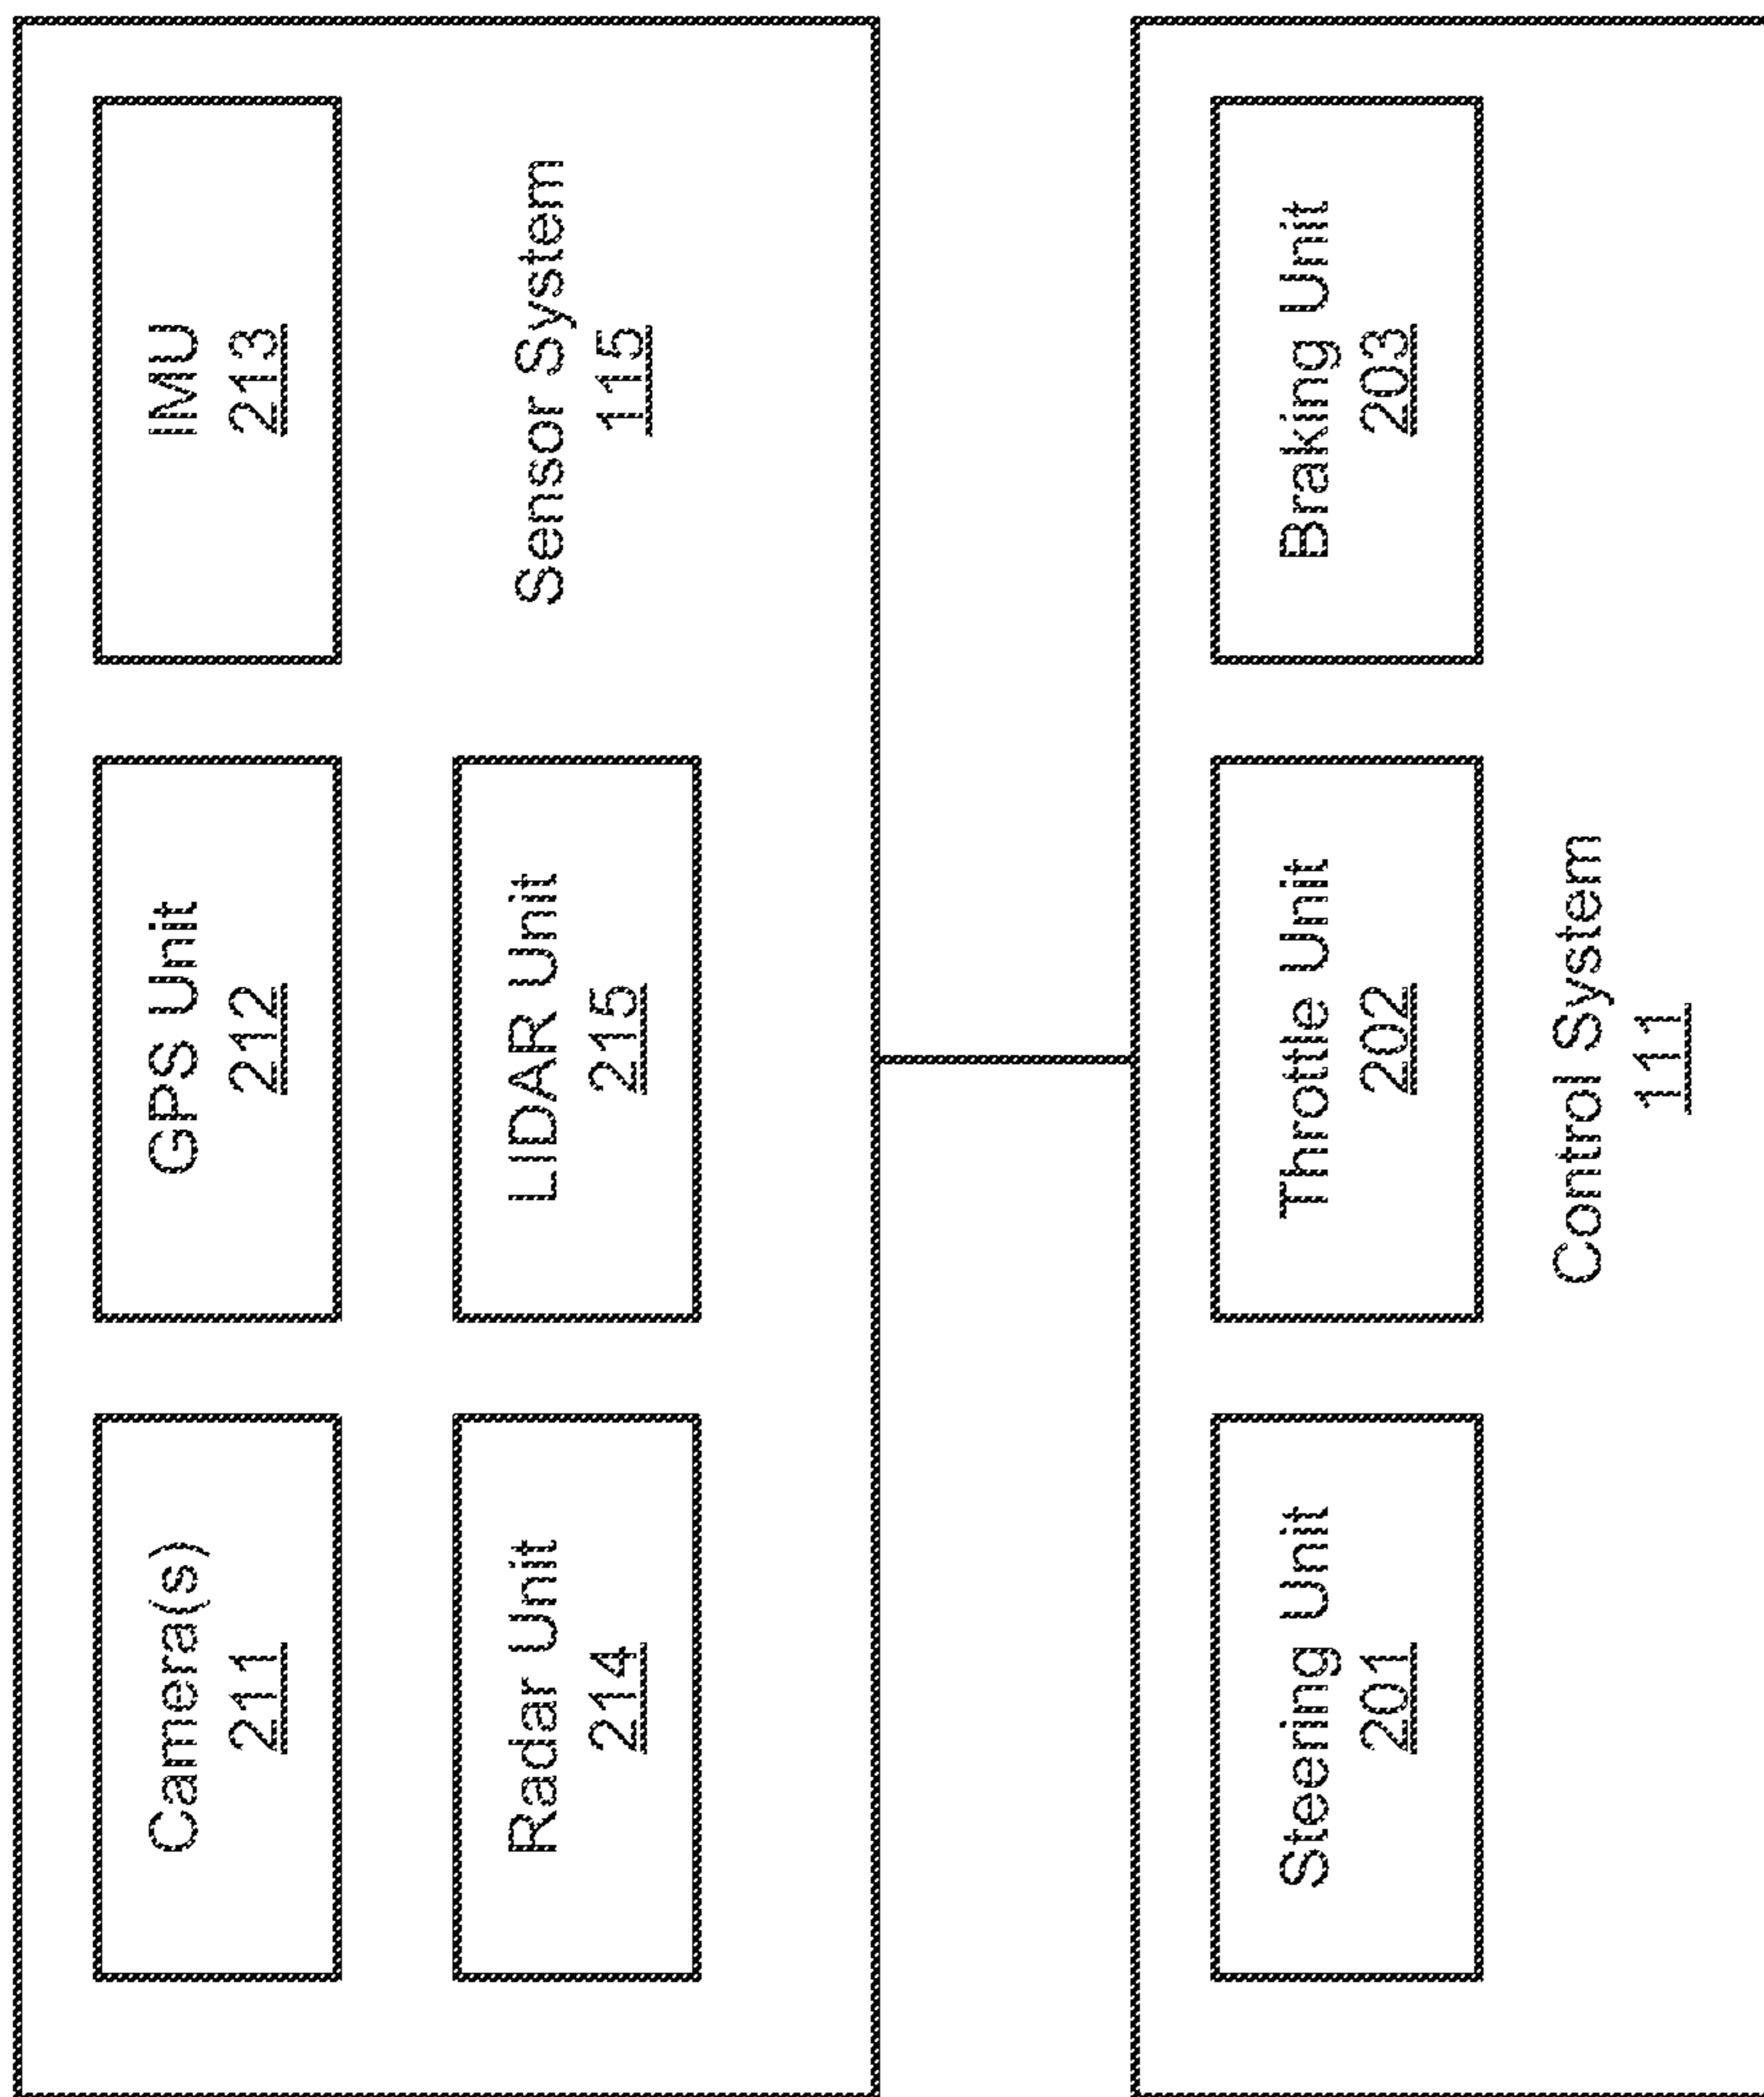 Camera(s)
211
GPS Unit
212
IMU
213
Radar Unit
214
LIDAR Unit
215
Sensor System
115
Steering Unit
201
Throttle Unit
202
Braking Unit
203
Control System
111